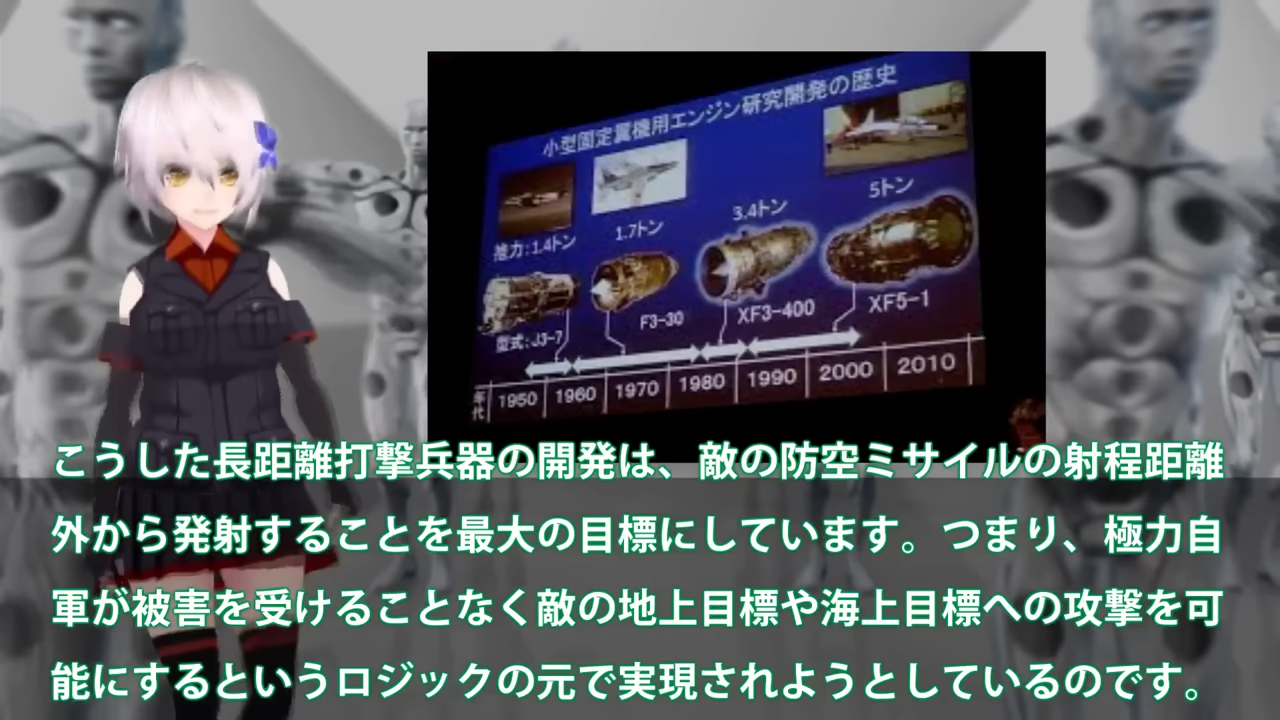 小型固定翼機用エンジン研究開発の歴史
5トン
3.4トン
1.7トン
推力:1.4トン
型式:J3-7
F3-30
XF3-400
XF5-1
年代
1950 1960 1970 1980 1990 2000 2010
こうした長距離打撃兵器の開発は、敵の防空ミサイルの射程距離
外から発射することを最大の目標にしています。つまり、極力自
軍が被害を受けることなく敵の地上目標や海上目標への攻撃を可
能にするというロジックの元で実現されようとしているのです。